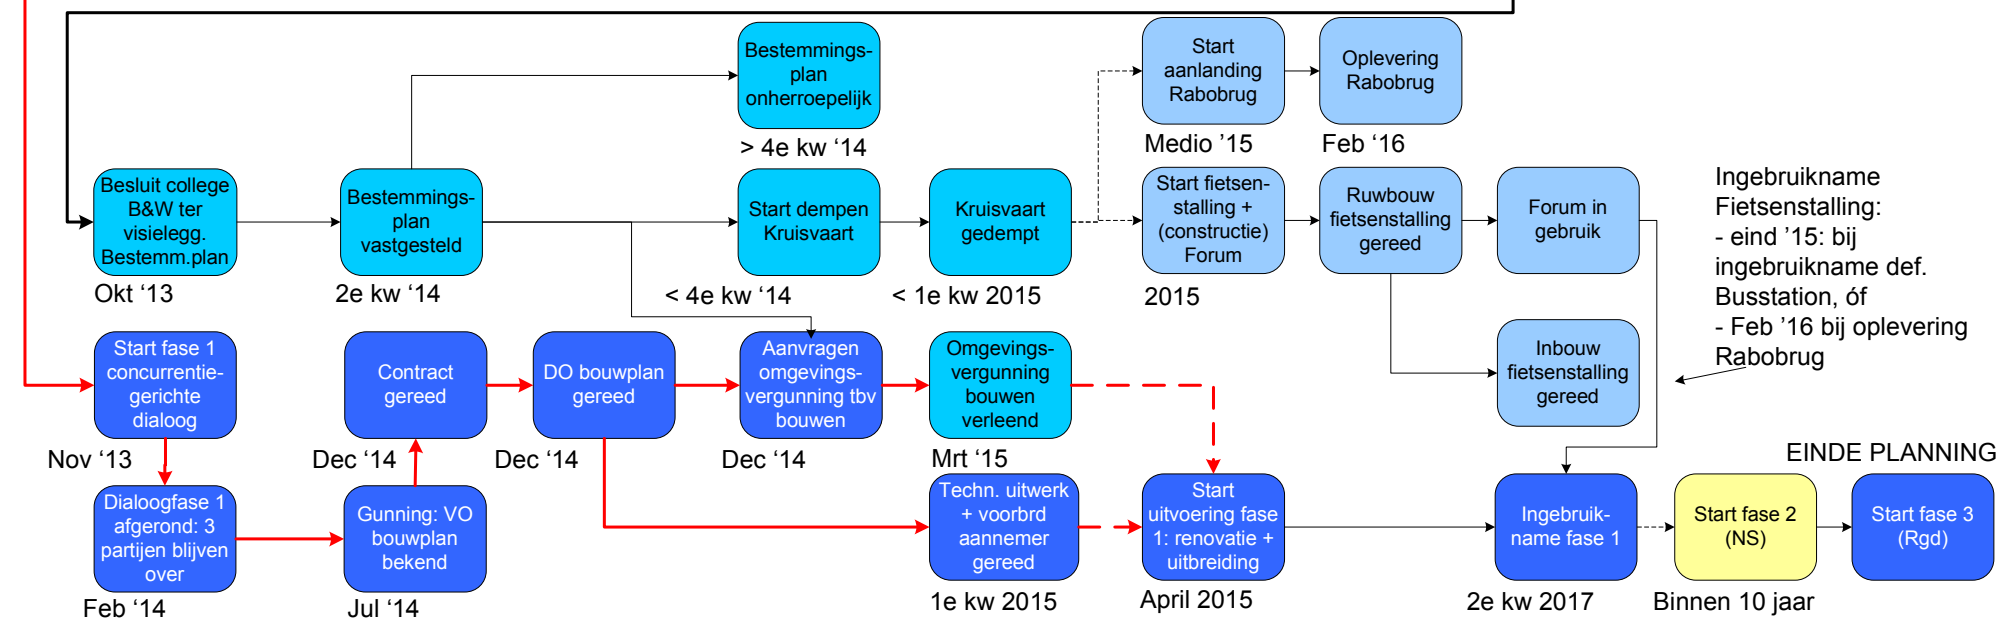 Bestemmings-
plan
onherroepelijk
> 4e kw ‘14
Start
aanlanding
Rabobrug
Medio ’15
Oplevering
Rabobrug
Feb ‘16
Besluit college
B&W ter
visielegg.
Bestemm.plan
Okt ‘13
Bestemmings-
plan
vastgesteld
2e kw ‘14
Start dempen
Kruisvaart
< 4e kw ‘14
Kruisvaart
gedempt
< 1e kw 2015
Start fietsen-
stalling +
(constructie)
Forum
2015
Ruwbouw
fietsenstalling
gereed
Forum in
gebruik
Ingebruikname
Fietsenstalling:
- eind ’15: bij
ingebruikname def.
Busstation, óf
- Feb ’16 bij oplevering
Rabobrug
Start fase 1
concurrentie-
gerichte
dialoog
Nov ‘13
Contract
gereed
Dec ‘14
DO bouwplan
gereed
Dec ‘14
Aanvragen
omgevings-
vergunning tbv
bouwen
Dec ‘14
Omgevings-
vergunning
bouwen
verleend
Mrt ‘15
Inbouw
fietsenstalling
gereed
EINDE PLANNING
Dialoogfase 1
afgerond: 3
partijen blijven
over
Feb ‘14
Gunning: VO
bouwplan
bekend
Jul ‘14
Techn. uitwerk
+ voorbrd
aannemer
gereed
1e kw 2015
Start
uitvoering fase
1: renovatie +
uitbreiding
April 2015
Ingebruik-
name fase 1
2e kw 2017
Start fase 2
(NS)
Binnen 10 jaar
Start fase 3
(Rgd)